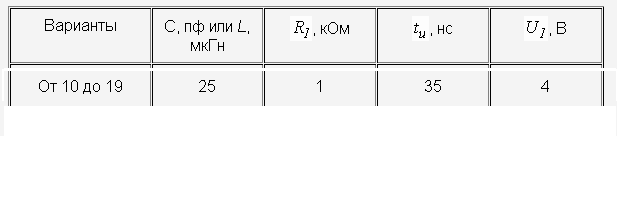 Варианты C, пф или L, R1, кОм tи, нс U1, В
мкГн
От 10 до 19 25 1 35 4